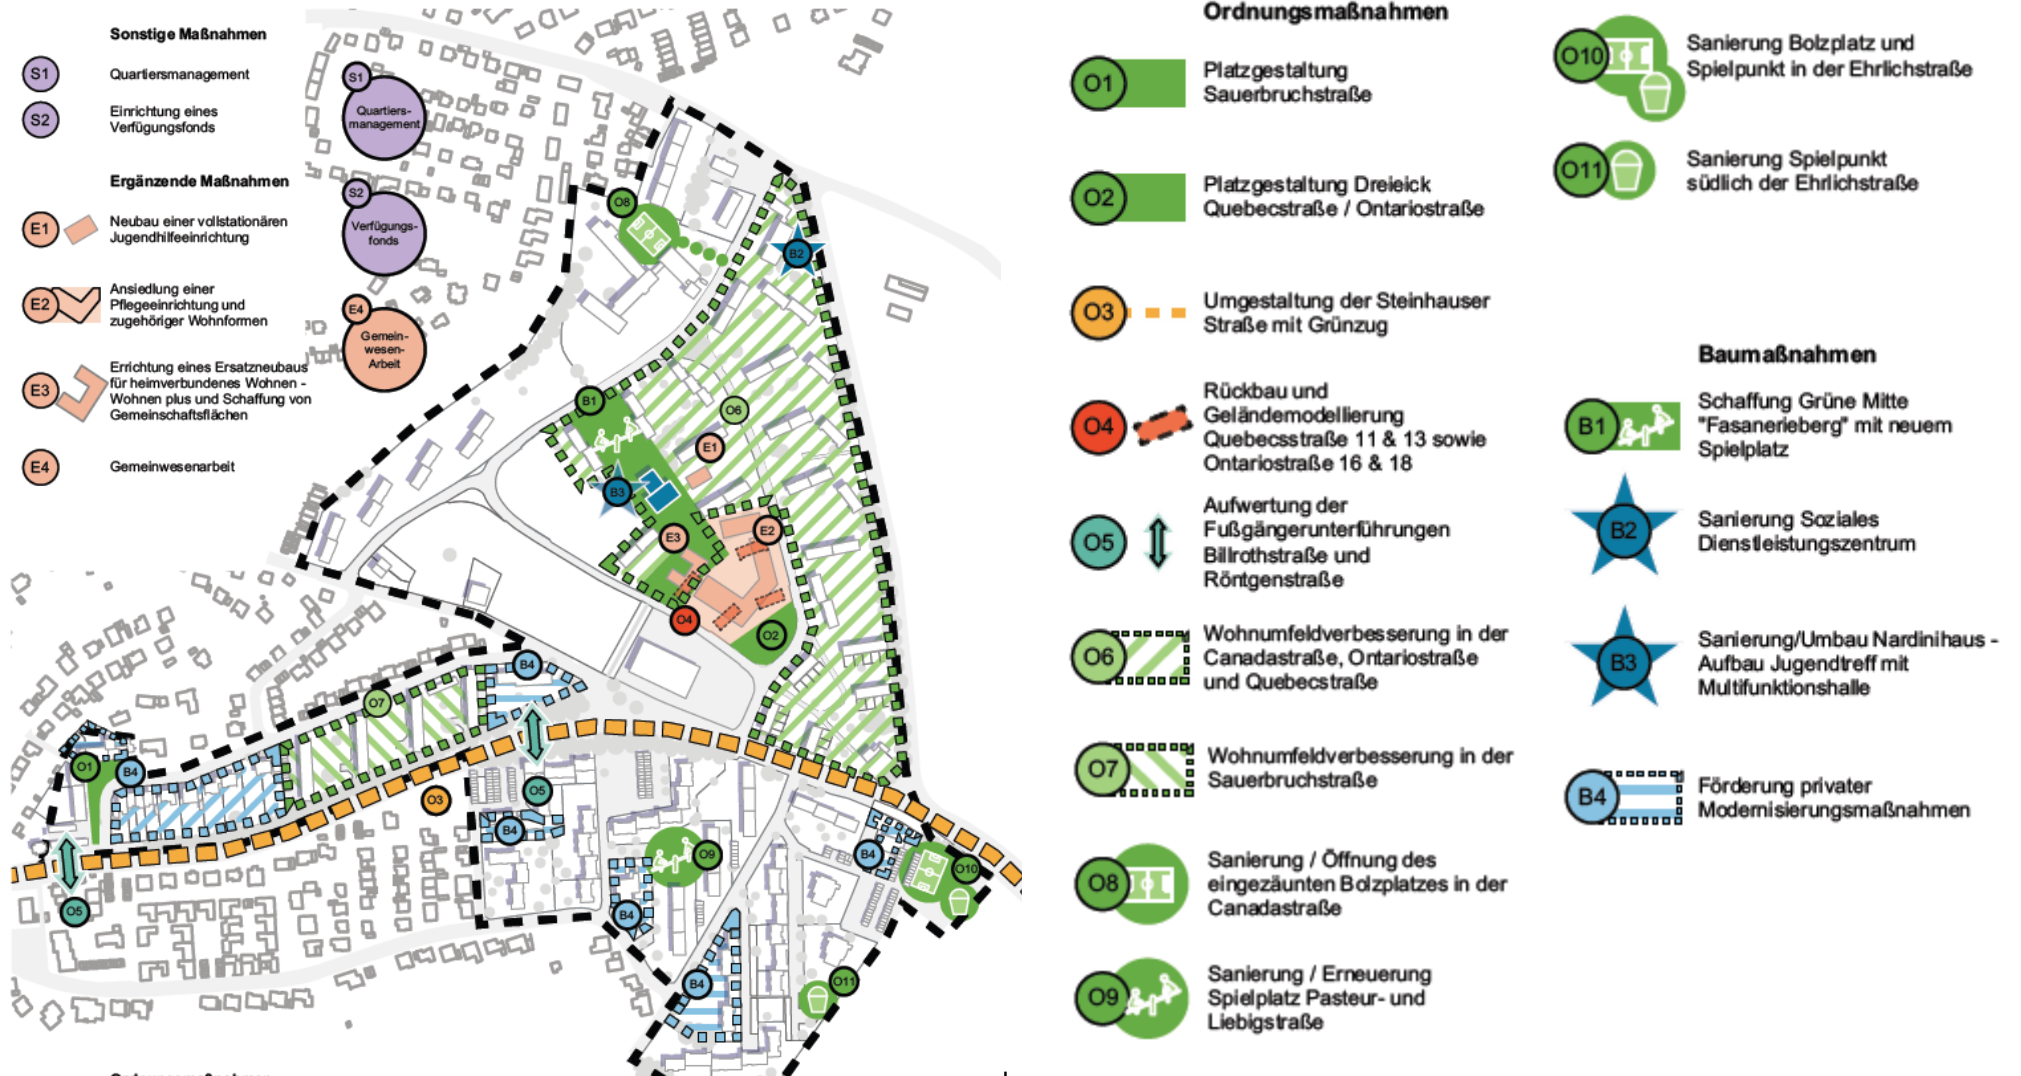 Sonstige Maßnahmen
S1
Quartiersmanagement
S2
Einrichtung eines
Verfügungsfonds
Ergänzende Maßnahmen
E1
Neubau einer vollstationären
Jugendhilfeeinrichtung
E2
Ansiedlung einer
Pflegeeinrichtung und
zugehöriger Wohnformen
E3
Errichtung eines Ersatzneubaus
für heimverbundenes Wohnen -
Wohnen plus und Schaffung von
Gemeinschaftsflächen
E4
Gemeinwesenarbeit
S1
Quartiers-
management
S2
Verfügungs-
fonds
E4
Gemein-
wesen-
Arbeit
O8
B2
B1
O6
E1
B3
E3
E2
O4
O2
B4
O7
O1
B4
O3
O5
B4
O5
B4
O9
B4
O10
B4
O11
Ordnungsmaßnahmen
O1
Platzgestaltung
Sauerbruchstraße
O2
Platzgestaltung Dreieick
Quebecstraße / Ontariostraße
O3
Umgestaltung der Steinhauser
Straße mit Grünzug
O4
Rückbau und
Geländemodellierung
Quebecsstraße 11 & 13 sowie
Ontariostraße 16 & 18
O5
Aufwertung der
Fußgängerunterführungen
Billrothstraße und
Röntgenstraße
O6
Wohnumfeldverbesserung in der
Canadastraße, Ontariostraße
und Quebecstraße
O7
Wohnumfeldverbesserung in der
Sauerbruchstraße
O8
Sanierung / Öffnung des
eingezäunten Bolzplatzes in der
Canadastraße
O9
Sanierung / Erneuerung
Spielplatz Pasteur- und
Liebigstraße
O10
Sanierung Bolzplatz und
Spielpunkt in der Ehrlichstraße
O11
Sanierung Spielpunkt
südlich der Ehrlichstraße
Baumaßnahmen
B1
Schaffung Grüne Mitte
"Fasanerieberg" mit neuem
Spielplatz
B2
Sanierung Soziales
Dienstleistungszentrum
B3
Sanierung/Umbau Nardinihaus -
Aufbau Jugendtreff mit
Multifunktionshalle
B4
Förderung privater
Modernisierungsmaßnahmen